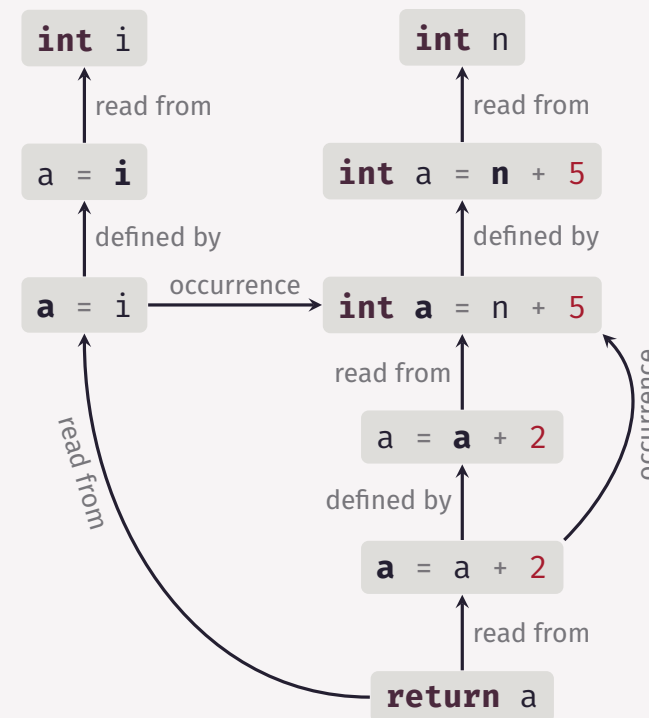 int i
int n
read from
read from
a = i
int a = n + 5
defined by
defined by
occurrence
a = i
int a = n + 5
read from
occurrence
a = a + 2
read from
defined by
a = a + 2
read from
return a